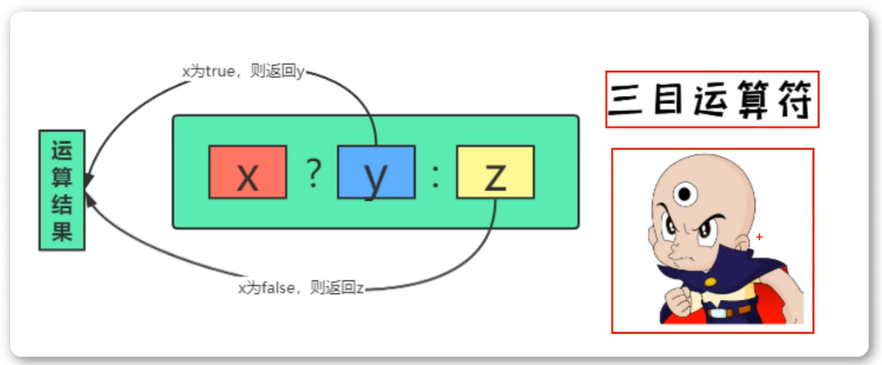 x为true，则返回y
三目运算符
运算结果
x ? y : z
x为false，则返回z